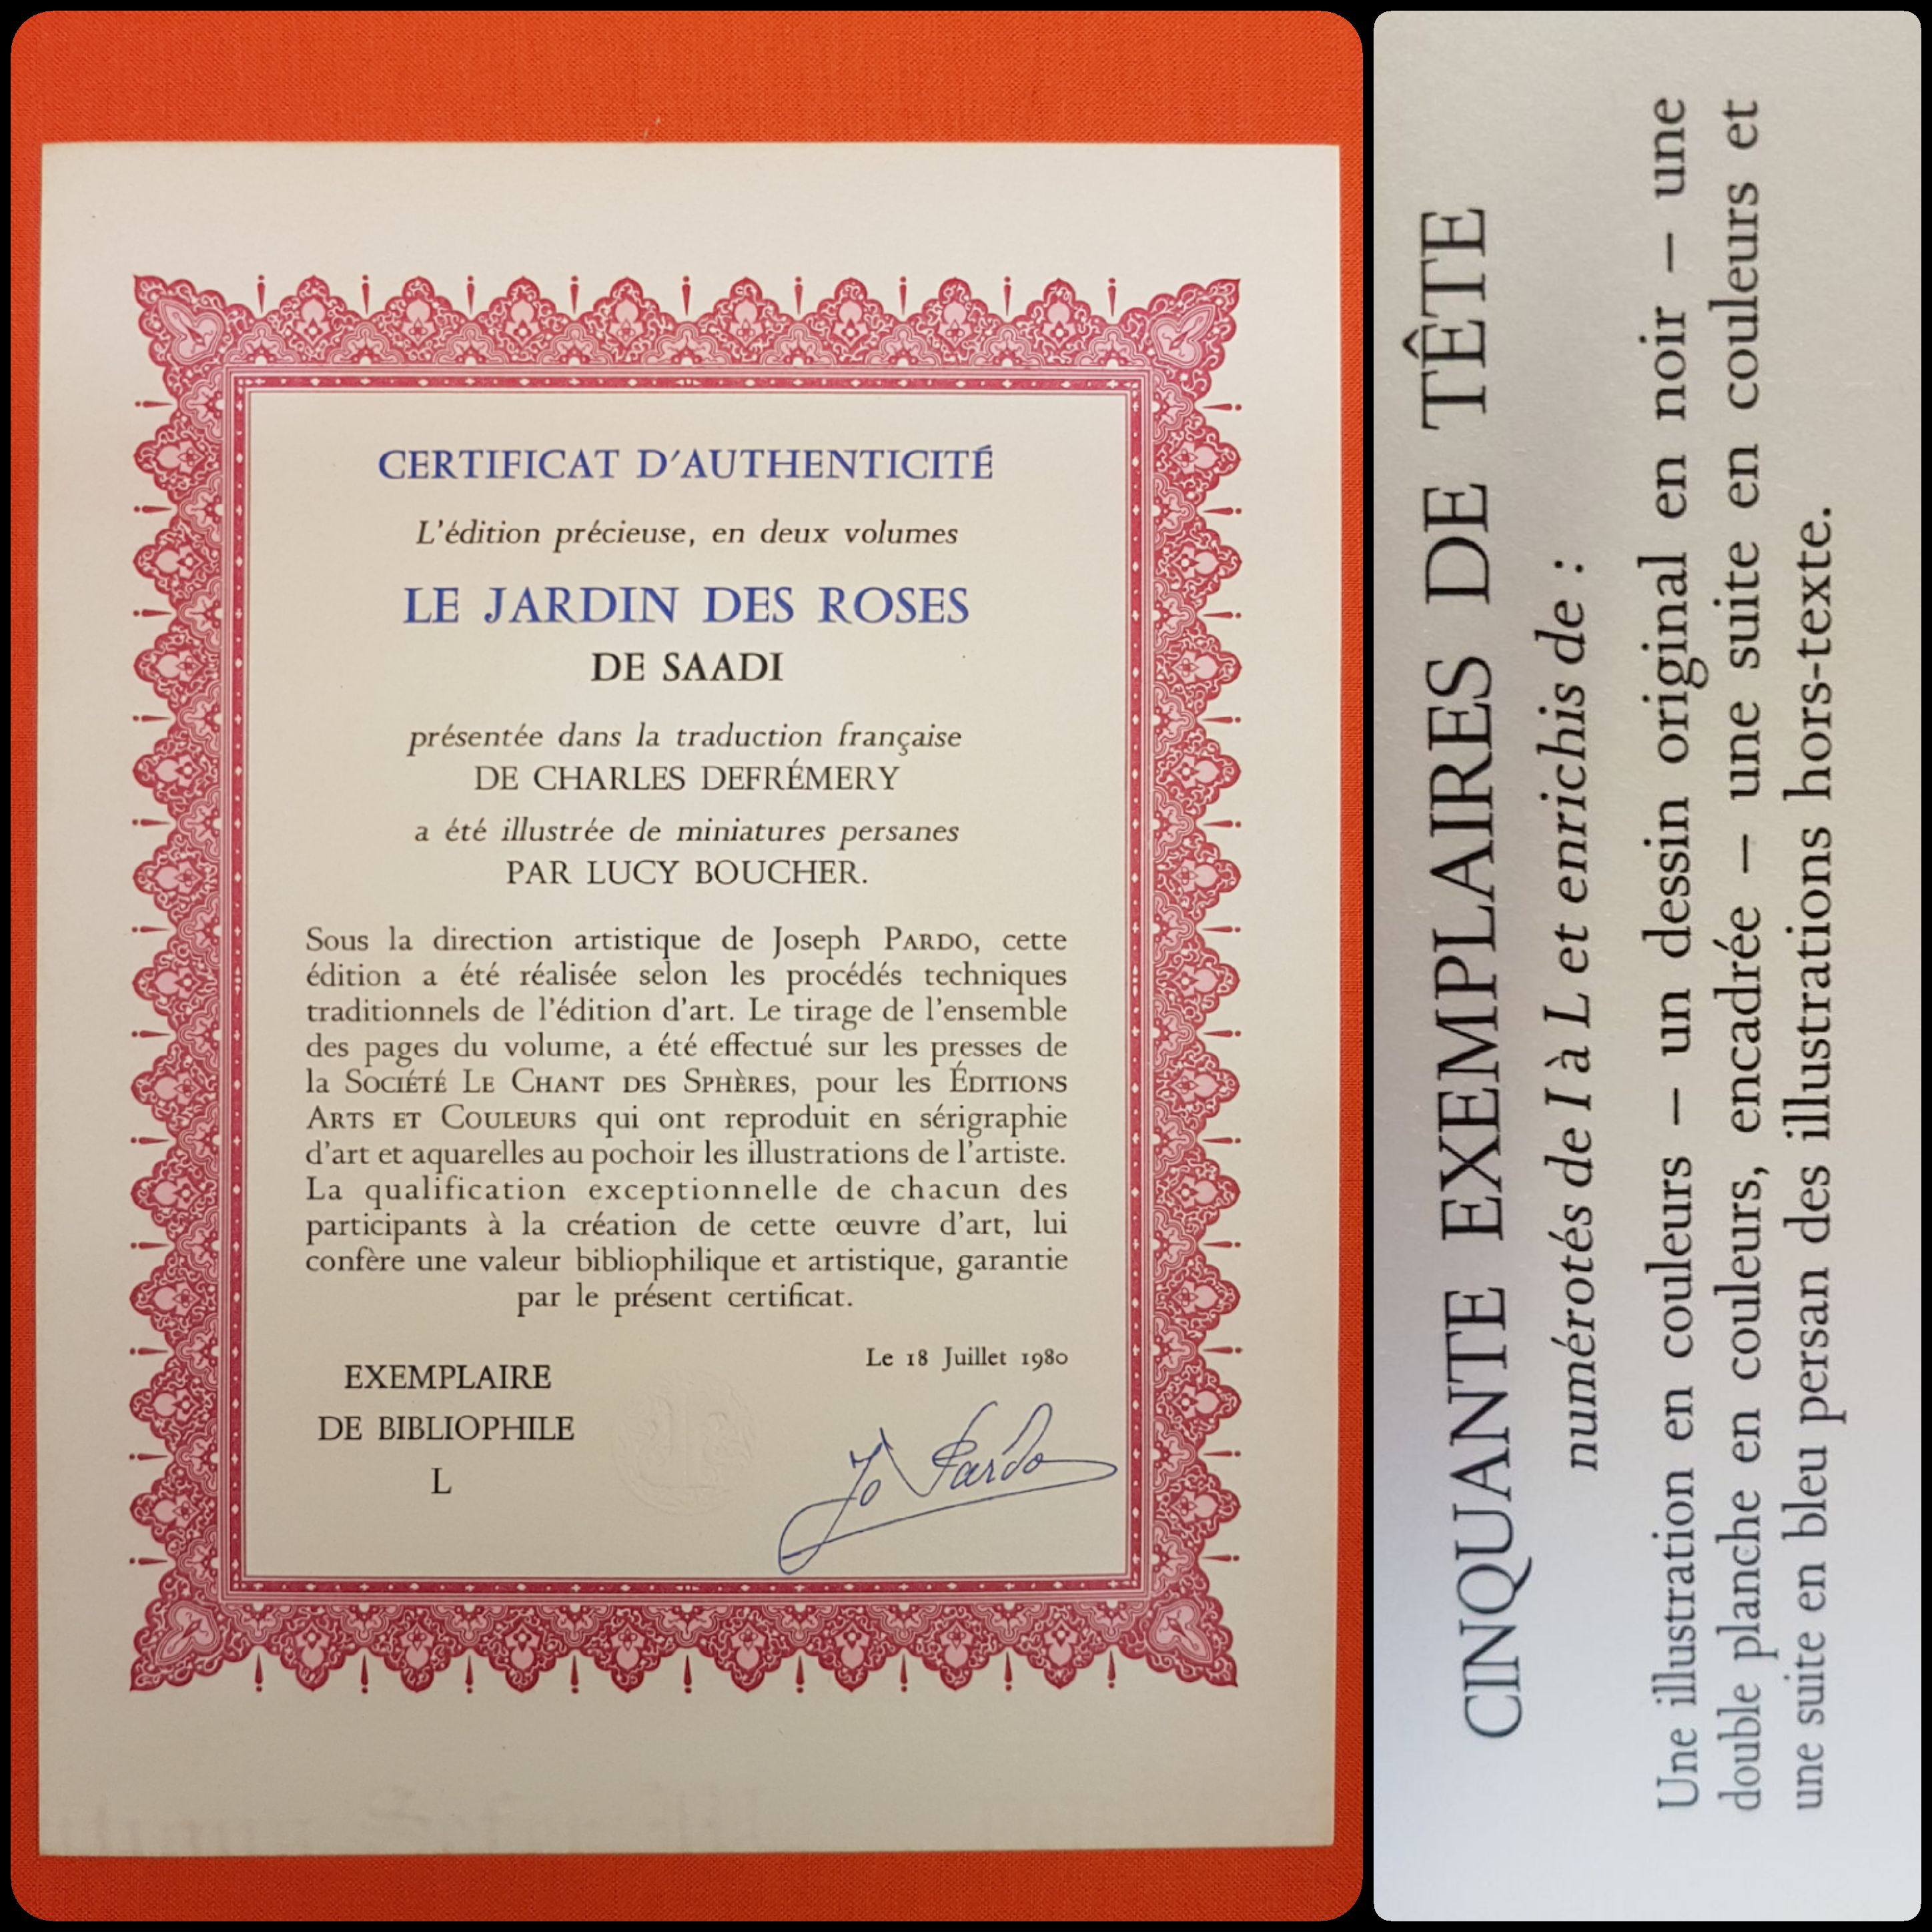 CERTIFICAT D'AUTHENTICITÉ
L'édition précieuse, en deux volumes
LE JARDIN DES ROSES
DE SAADI
présentée dans la traduction française
DE CHARLES DEFRÉMERY
a été illustrée de miniatures persanes
PAR LUCY BOUCHER.
Sous la direction artistique de Joseph PARDO, cette
édition a été réalisée selon les procédés techniques
traditionnels de l'édition d'art. Le tirage de l'ensemble
des pages du volume, a été effectué sur les presses de
la SOCIÉTÉ LE CHANT DES SPHÈRES, pour les ÉDITIONS
ARTS ET COULEURS qui ont reproduit en sérigraphie
d'art et aquarelles au pochoir les illustrations de l'artiste.
La qualification exceptionnelle de chacun des
participants à la création de cette œuvre d'art, lui
confère une valeur bibliophilique et artistique, garantie
par le présent certificat.
Le 18 Juillet 1980
EXEMPLAIRE
DE BIBLIOPHILE
L
Jo Pardo
CINQUANTE EXEMPLAIRES DE TÊTE
numérotés de I à L et enrichis de :
Une illustration en couleurs – un dessin original en noir – une
double planche en couleurs, encadrée – une suite en couleurs et
une suite en bleu persan des illustrations hors-texte.